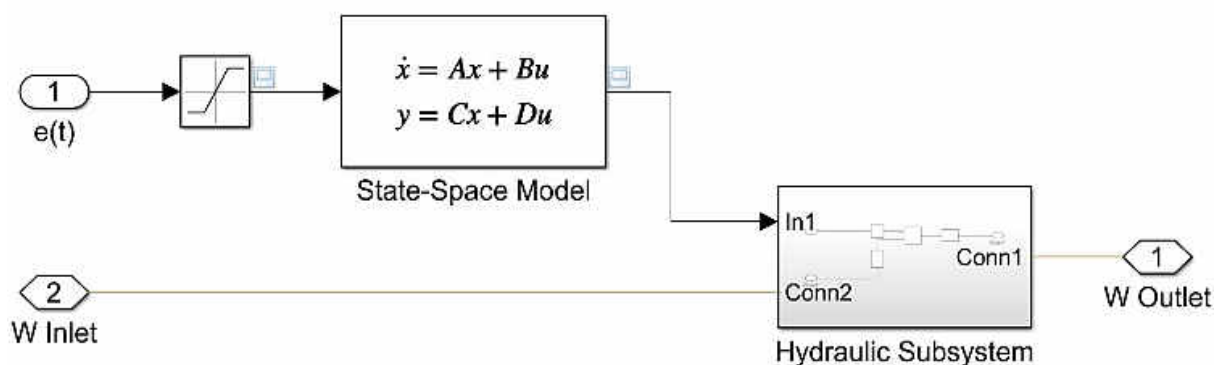 1
e(t)
ẋ = Ax + Bu
y = Cx + Du
State-Space Model
In1
Conn1
Conn2
1
W Outlet
2
W Inlet
Hydraulic Subsystem